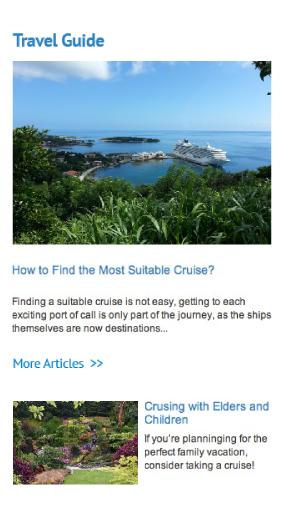 Travel Guide
How to Find the Most Suitable Cruise?
Finding a suitable cruise is not easy, getting to each
exciting port of call is only part of the journey, as the ships
themselves are now destinations...
More Articles >>
Crusing with Elders and
Children
If you're planninging for the
perfect family vacation,
consider taking a cruise!